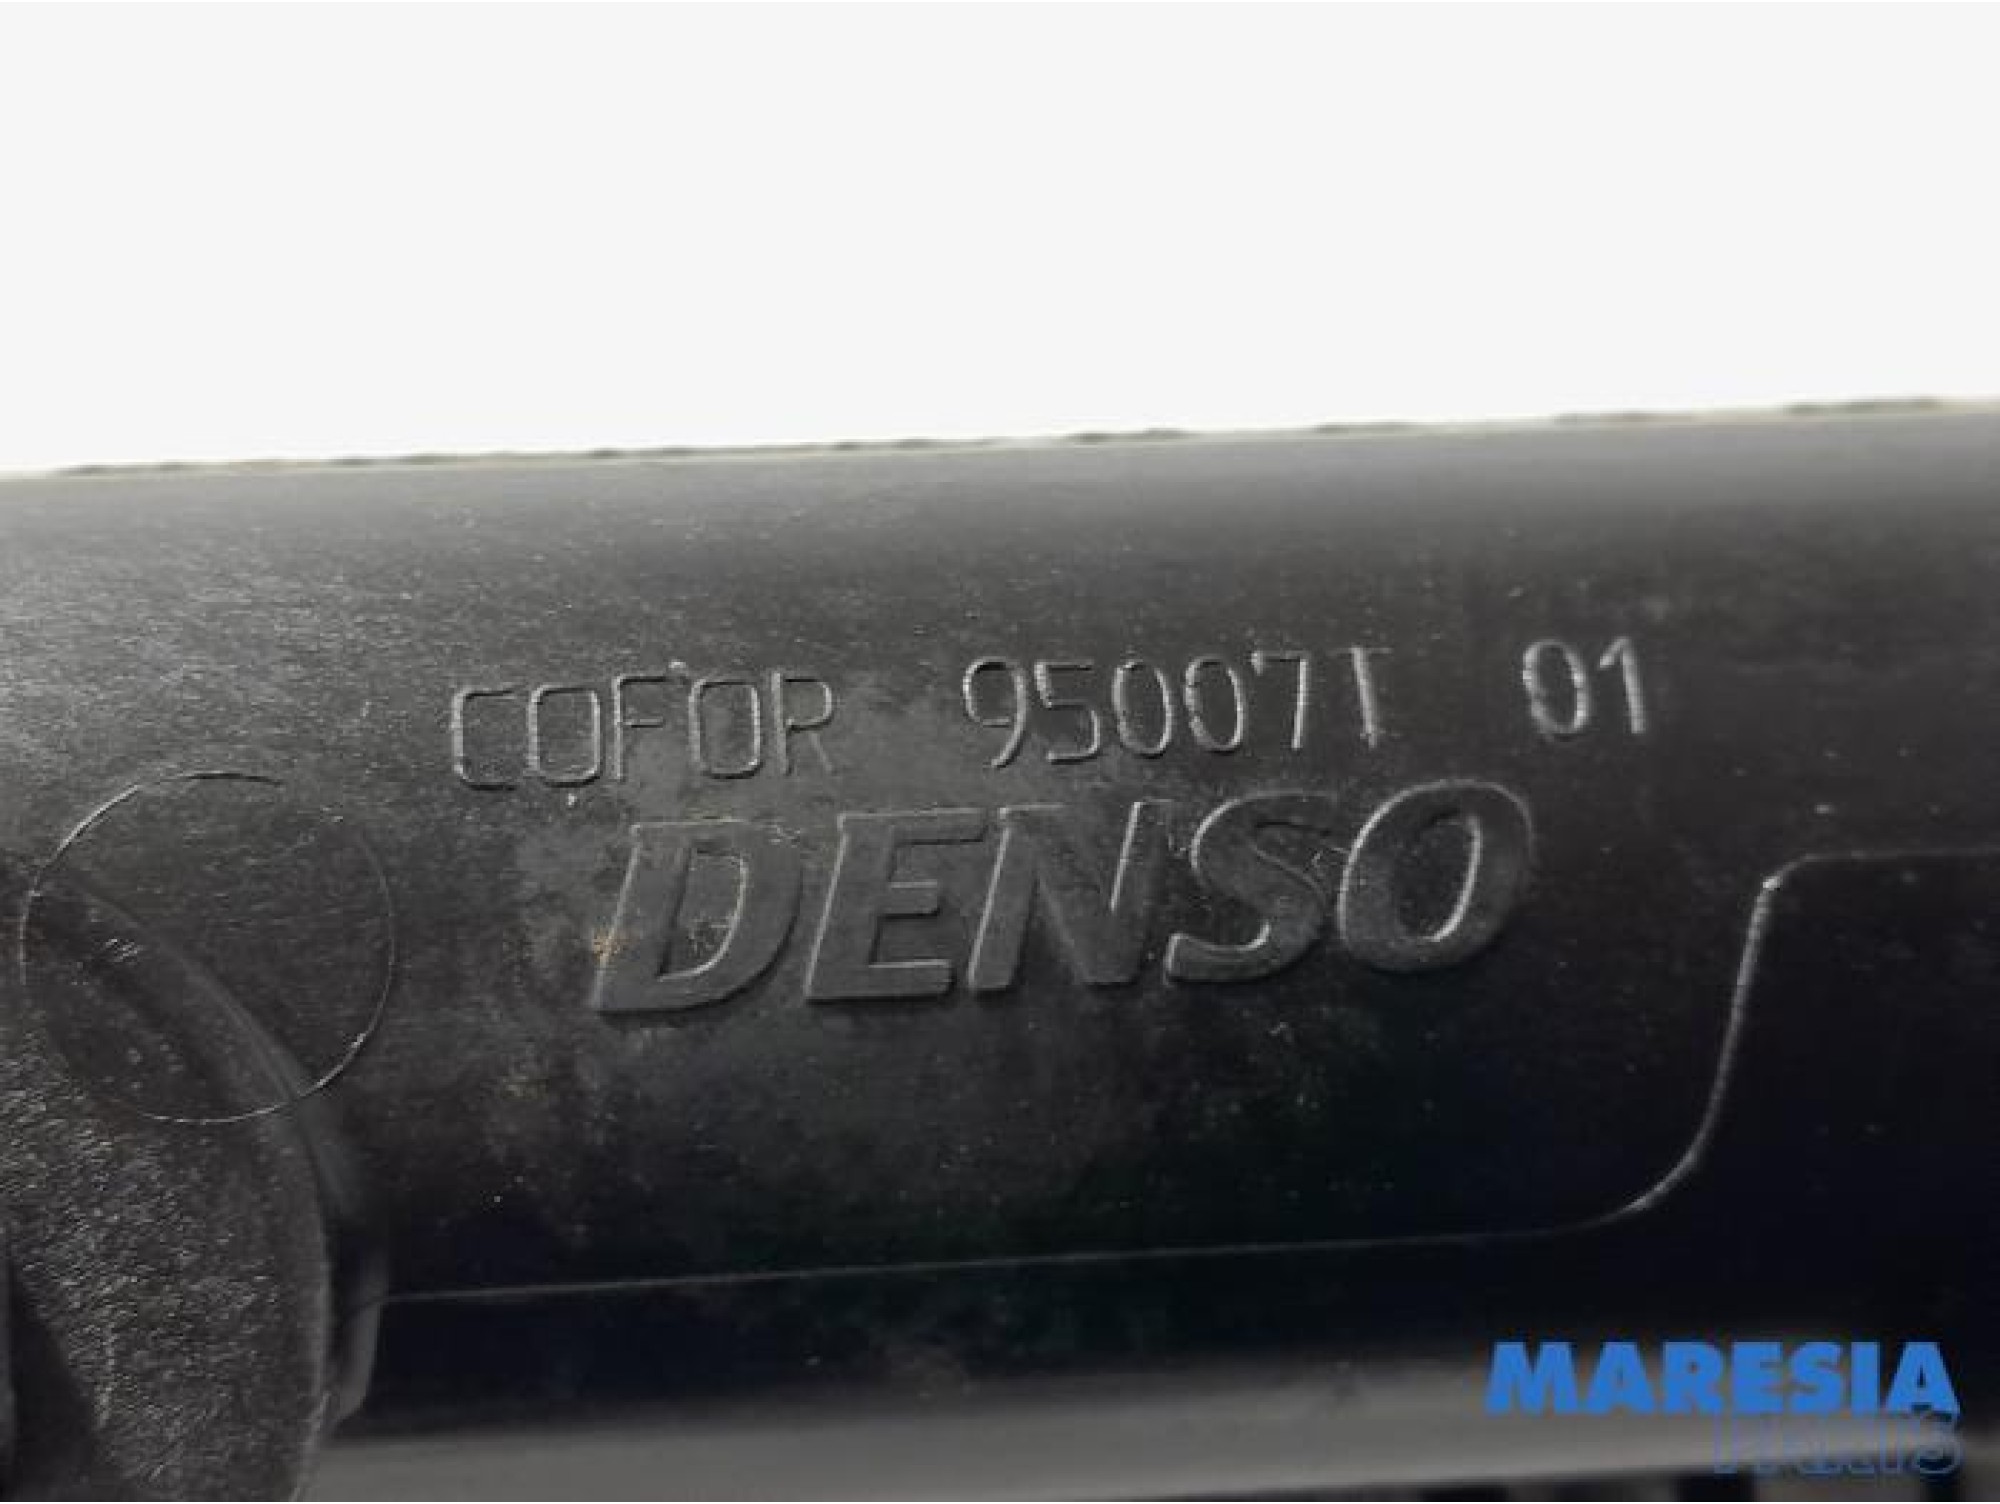 COFOR 95007T 01
DENSO
MARESIA